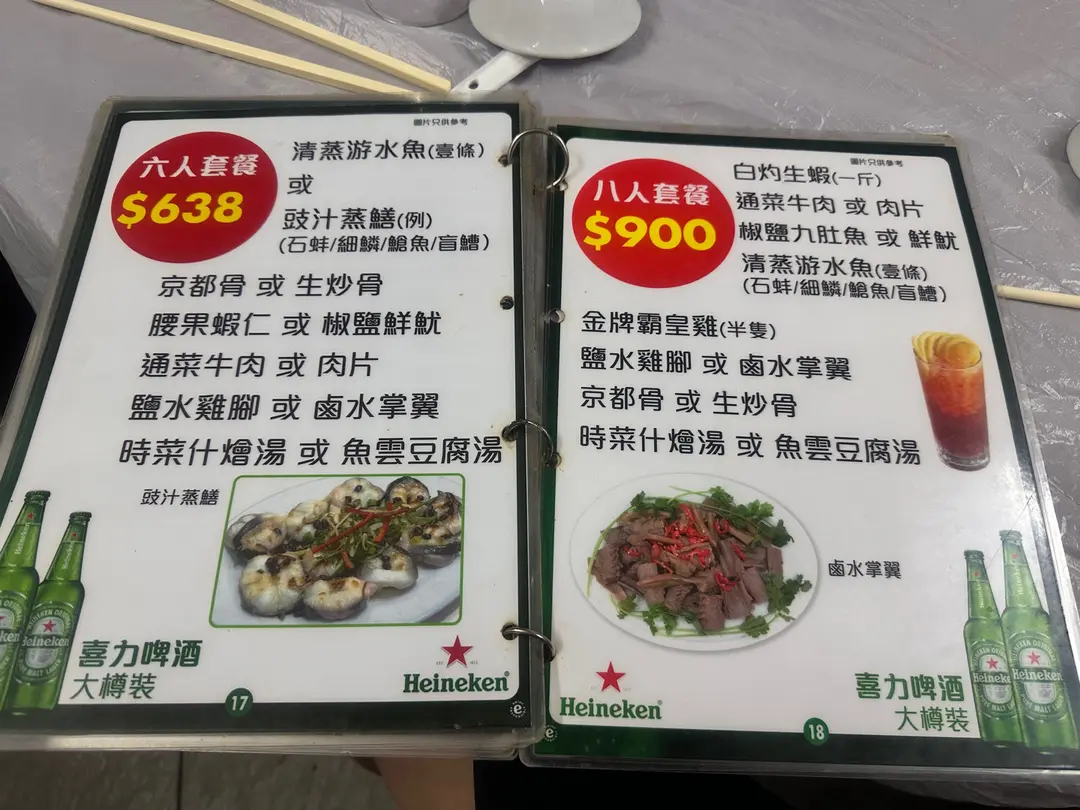 圖片只供參考
六人套餐
$638
清蒸游水魚(壹條)
或
豉汁蒸鱔(例)
(石蚌/細鱗/鯧魚/盲鰽)
京都骨 或 生炒骨
腰果蝦仁 或 椒鹽鮮魷
通菜牛肉 或 肉片
鹽水雞腳 或 鹵水掌翼
時菜什燴湯 或 魚雲豆腐湯
豉汁蒸鱔
喜力啤酒
大樽裝
Heineken
17
圖片只供參考
八人套餐
$900
白灼生蝦(一斤)
通菜牛肉 或 肉片
椒鹽九肚魚 或 鮮魷
清蒸游水魚(壹條)
(石蚌/細鱗/鯧魚/盲鰽)
金牌霸皇雞(半隻)
鹽水雞腳 或 鹵水掌翼
京都骨 或 生炒骨
時菜什燴湯 或 魚雲豆腐湯
鹵水掌翼
Heineken
喜力啤酒
大樽裝
18
Heineken
Heineken
Heineken
Heineken